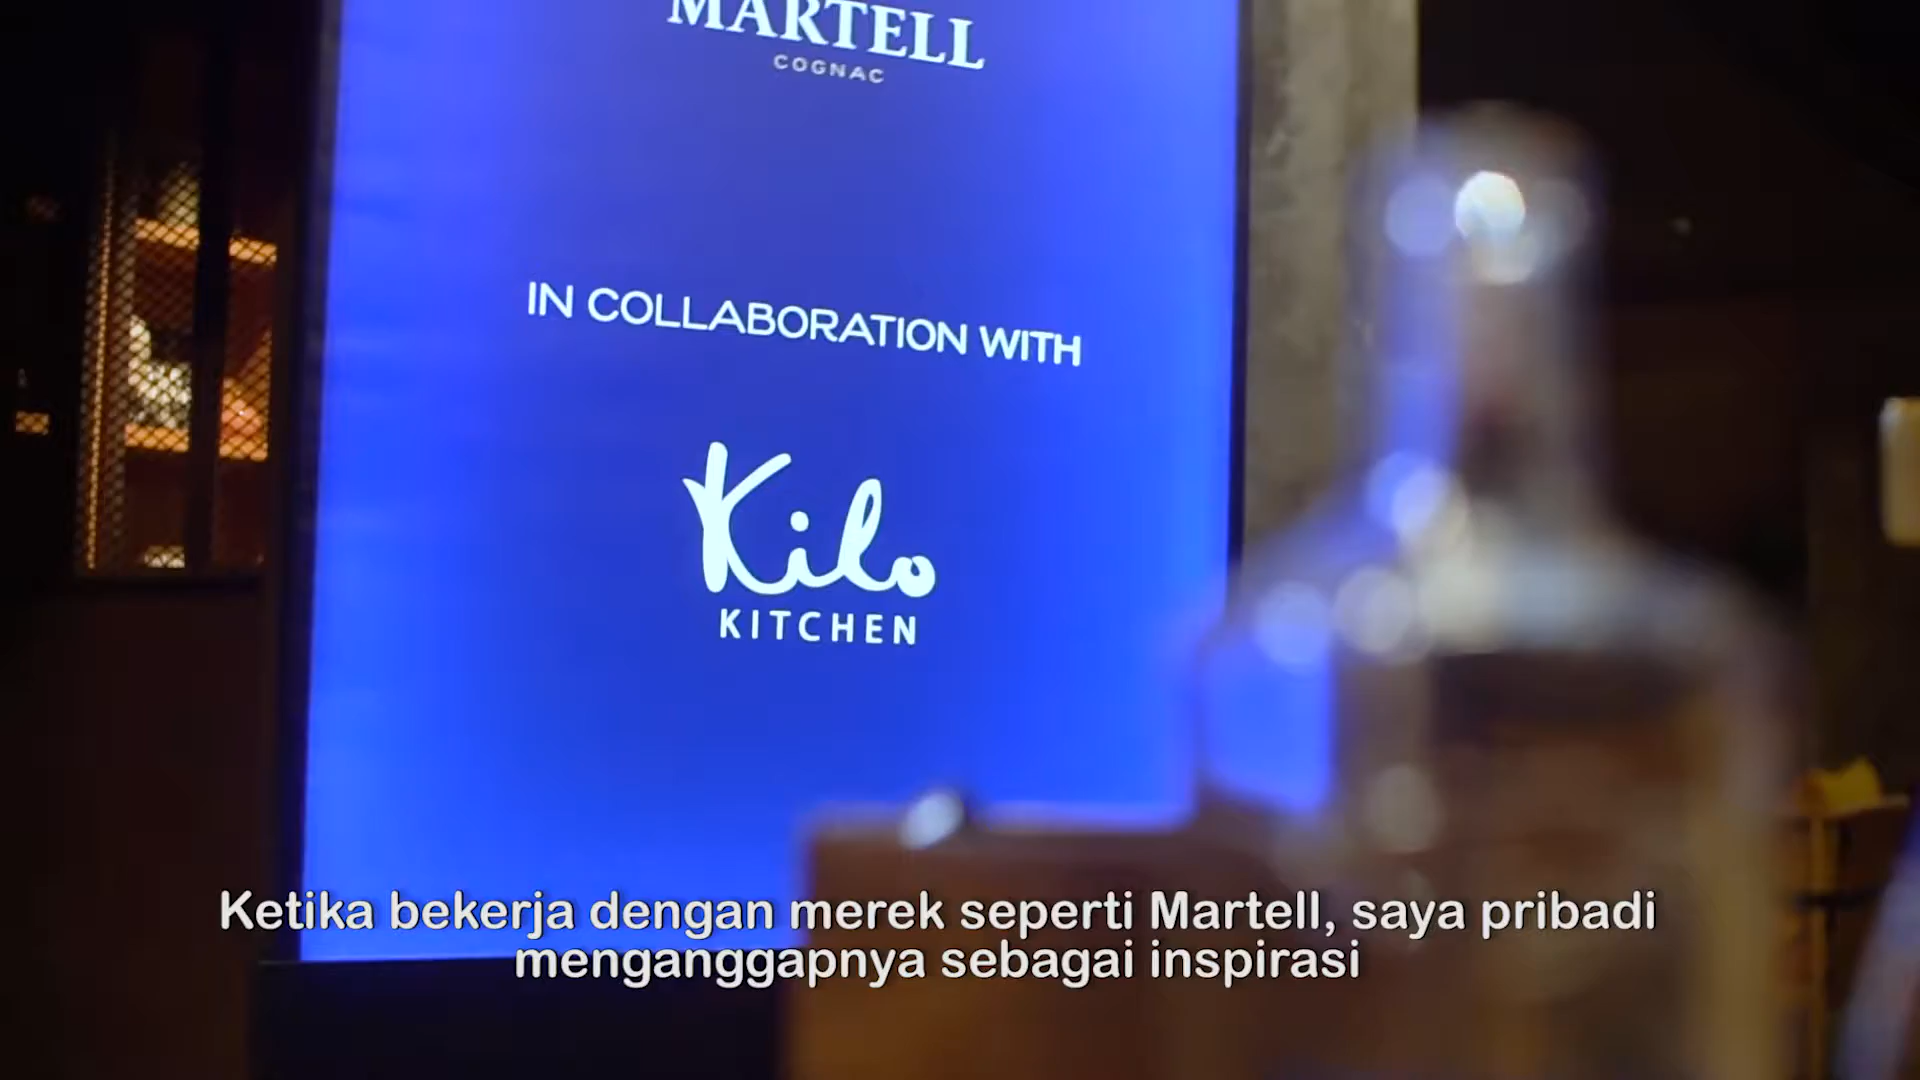 MARTELL
COGNAC
IN COLLABORATION WITH
Kilo
KITCHEN
Ketika bekerja dengan merek seperti Martell, saya pribadi
menganggapnya sebagai inspirasi